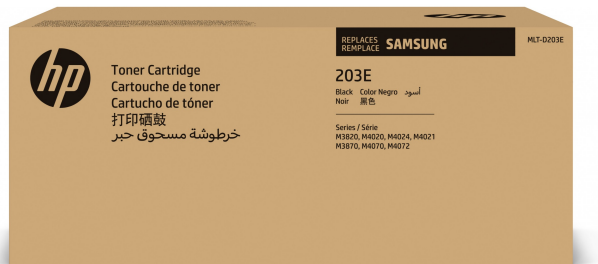 hp
Toner Cartridge
Cartouche de toner
Cartucho de tóner
打印硒鼓
خرطوشة مسحوق حبر
REPLACES
REMPLACE
SAMSUNG
MLT-D203E
203E
Black Color Negro أسود
Noir 黑色
Series / Série
M3820, M4020, M4024, M4021
M3870, M4070, M4072